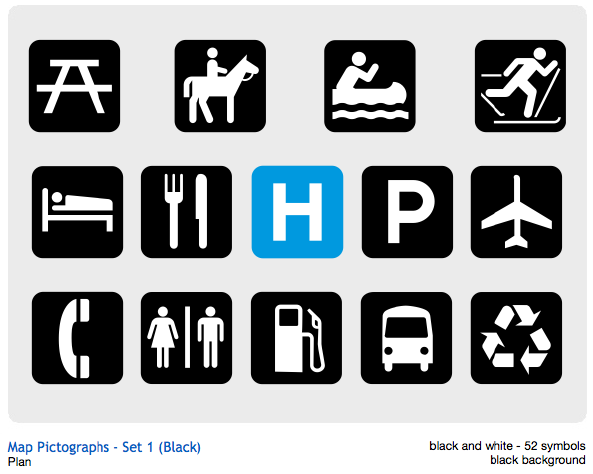 H
P
Map Pictographs - Set 1 (Black)
Plan
black and white - 52 symbols
black background